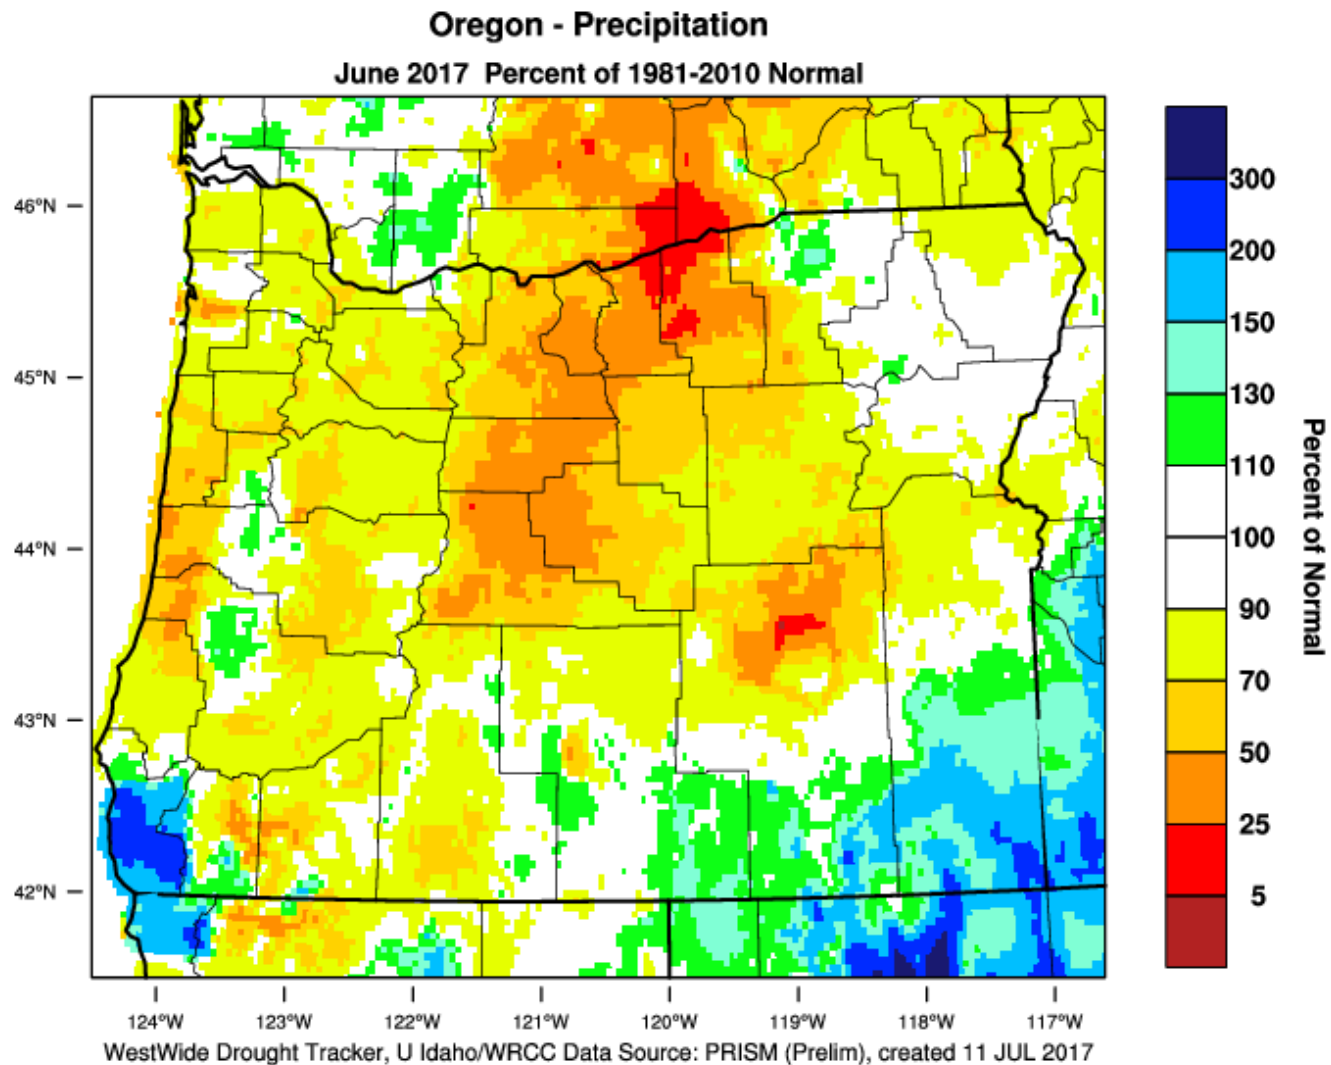 Oregon - Precipitation
June 2017 Percent of 1981-2010 Normal
46°N
45°N
44°N
43°N
42°N
124°W 123°W 122°W 121°W 120°W 119°W 118°W 117°W
300
200
150
130
110
100
90
70
50
25
5
Percent of Normal
WestWide Drought Tracker, U Idaho/WRCC Data Source: PRISM (Prelim), created 11 JUL 2017